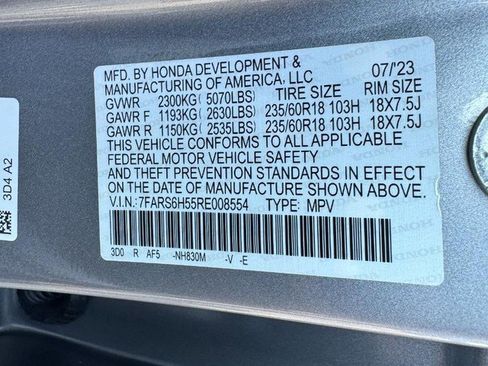 MFD. BY HONDA DEVELOPMENT &
MANUFACTURING OF AMERICA, LLC 07/'23
GVWR 2300KG( 5070LBS) TIRE SIZE RIM SIZE
GAWR F 1193KG( 2630LBS) 235/60R18 103H 18X7.5J
GAWR R 1150KG( 2535LBS) 235/60R18 103H 18X7.5J
THIS VEHICLE CONFORMS TO ALL APPLICABLE
FEDERAL MOTOR VEHICLE SAFETY
AND THEFT PREVENTION STANDARDS IN EFFECT
ON THE DATE OF MANUFACTURE SHOWN ABOVE.
V.I.N.:7FARS6H55RE008554 TYPE: MPV
3D0 R AF5 -NH830M -V -E
3D4 A2